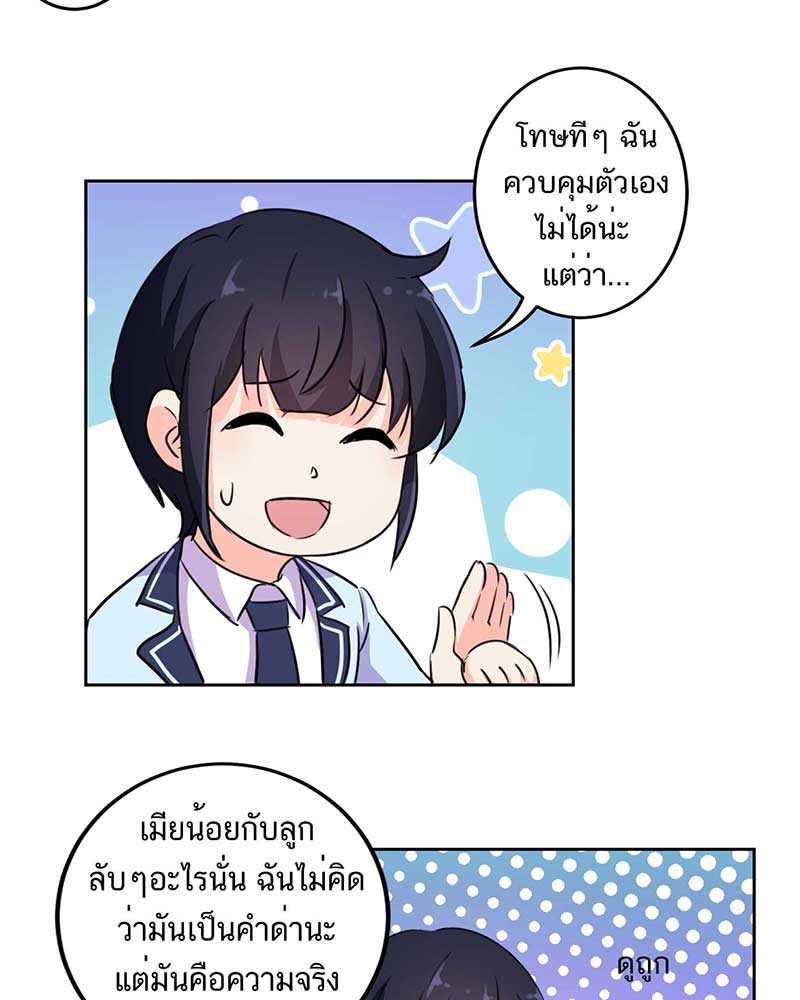 โทษทีๆ ฉัน
ควบคุมตัวเอง
ไม่ได้น่ะ
แต่ว่า...
เมียน้อยกับลูก
ลับๆอะไรนั่น ฉันไม่คิด
ว่ามันเป็นคำด่านะ
แต่มันคือความจริง
ดูถูก